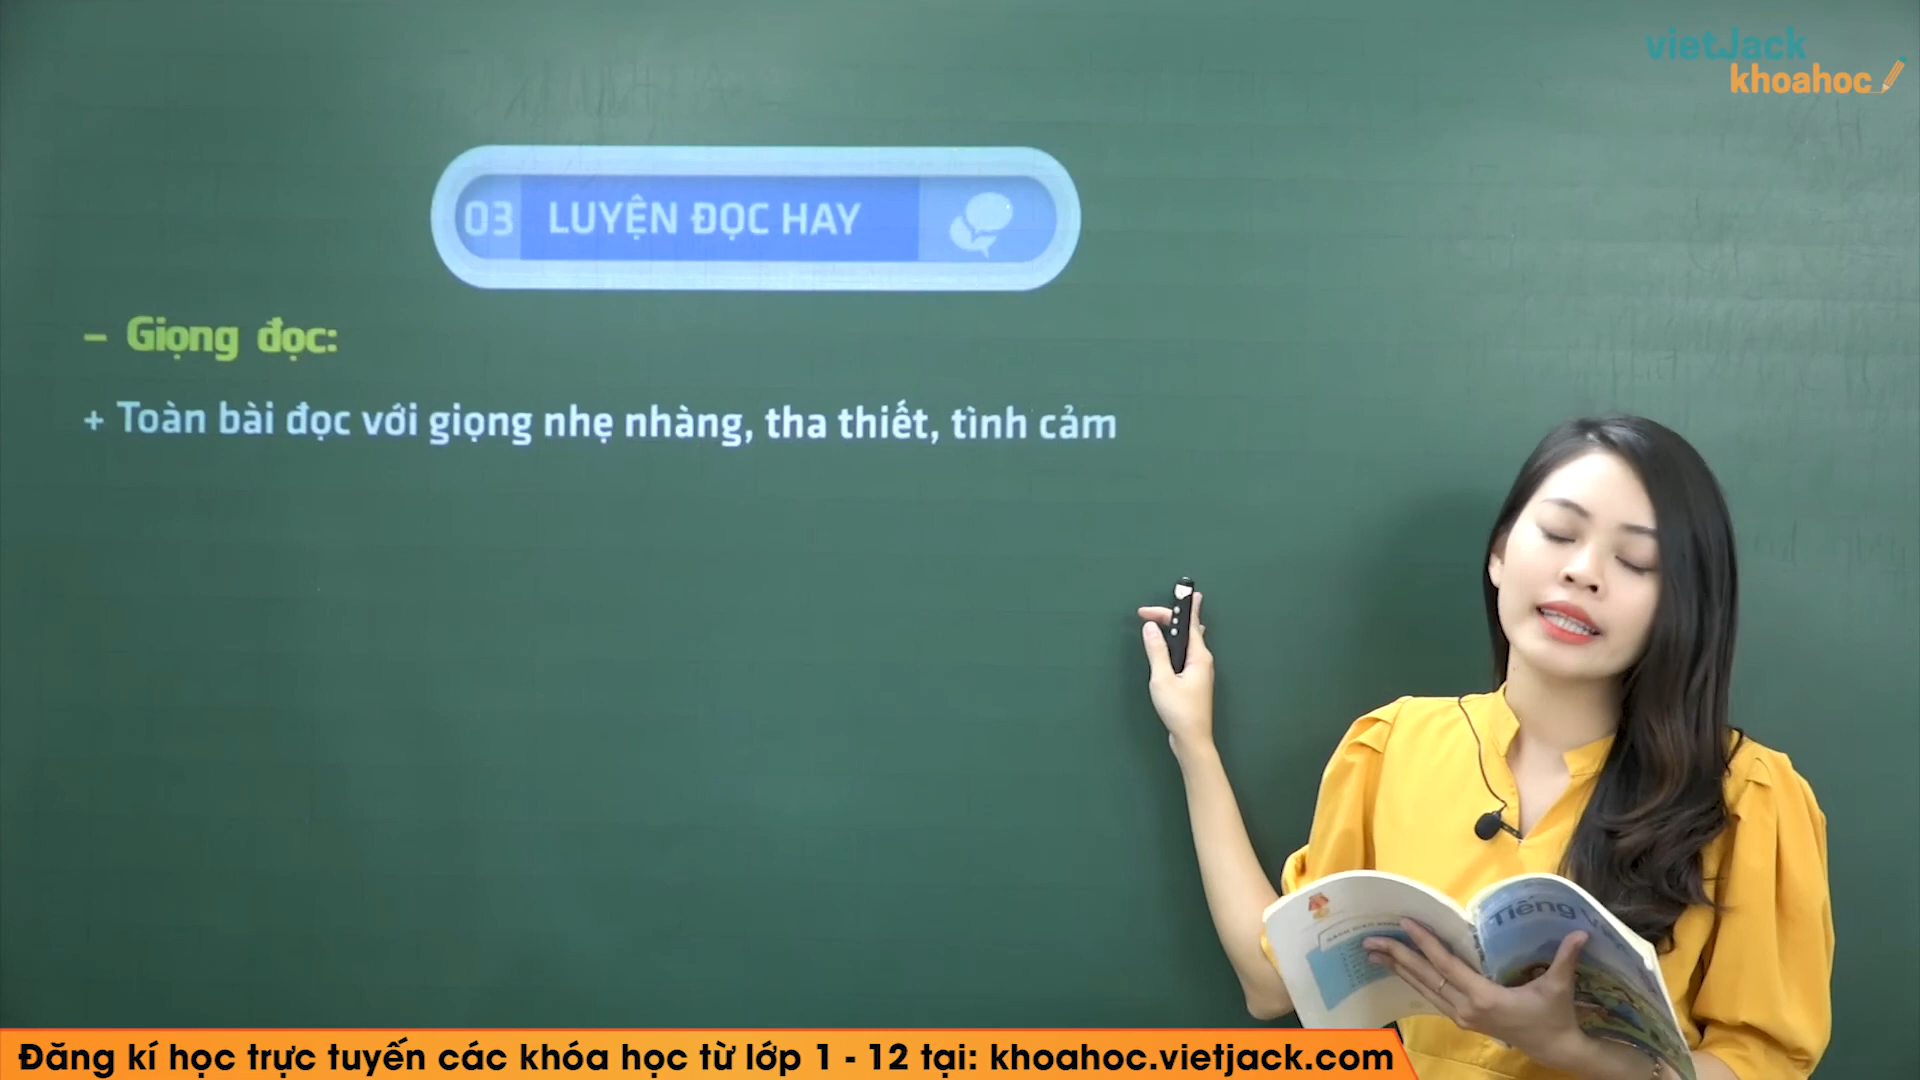 vietJack
khoahoc
03 LUYỆN ĐỌC HAY
– Giọng đọc:
+ Toàn bài đọc với giọng nhẹ nhàng, tha thiết, tình cảm
Tiếng
Đăng kí học trực tuyến các khóa học từ lớp 1 - 12 tại: khoahoc.vietjack.com